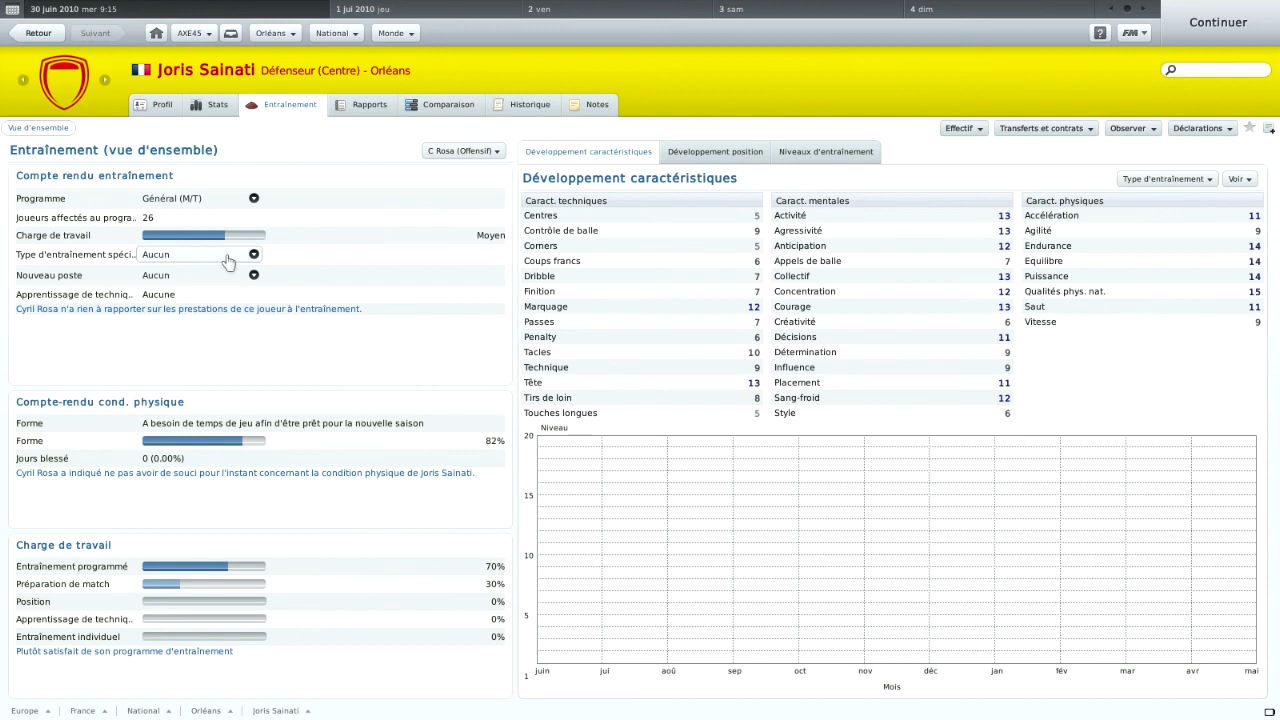 30 juin 2010 mer 9:15
1 jui 2010 jeu
2 ven
3 sam
4 dim
Continuer
Retour
Suivant
AXE45
Orléans
National
Monde
?
FM
Joris Sainati Défenseur (Centre) - Orléans
Profil
Stats
Entraînement
Rapports
Comparaison
Historique
Notes
Vue d'ensemble
Effectif
Transferts et contrats
Observer
Déclarations
Entraînement (vue d'ensemble)
C Rosa (Offensif)
Compte rendu entraînement
Programme Général (M/T)
Joueurs affectés au progra.. 26
Charge de travail Moyen
Type d'entraînement spéci.. Aucun
Nouveau poste Aucun
Apprentissage de techniq.. Aucune
Cyril Rosa n'a rien à rapporter sur les prestations de ce joueur à l'entraînement.
Compte-rendu cond. physique
Forme A besoin de temps de jeu afin d'être prêt pour la nouvelle saison
Forme 82%
Jours blessé 0 (0.00%)
Cyril Rosa a indiqué ne pas avoir de souci pour l'instant concernant la condition physique de Joris Sainati.
Charge de travail
Entraînement programmé 70%
Préparation de match 30%
Position 0%
Apprentissage de techniq.. 0%
Entraînement individuel 0%
Plutôt satisfait de son programme d'entraînement
Développement caractéristiques
Développement position
Niveaux d'entraînement
Développement caractéristiques
Type d'entraînement
Voir
Caract. techniques
Centres 5
Contrôle de balle 9
Corners 5
Coups francs 6
Dribble 7
Finition 7
Marquage 12
Passes 7
Penalty 6
Tacles 10
Technique 9
Tête 13
Tirs de loin 8
Touches longues 5
Caract. mentales
Activité 13
Agressivité 13
Anticipation 12
Appels de balle 7
Collectif 13
Concentration 12
Courage 13
Créativité 6
Décisions 11
Détermination 9
Influence 9
Placement 11
Sang-froid 12
Style 6
Caract. physiques
Accélération 11
Agilité 9
Endurance 14
Equilibre 14
Puissance 14
Qualités phys. nat. 15
Saut 11
Vitesse 9
Niveau
20
15
10
5
1
juin jui aoû sep oct nov déc jan fév mar avr mai
Mois
Europe
France
National
Orléans
Joris Sainati